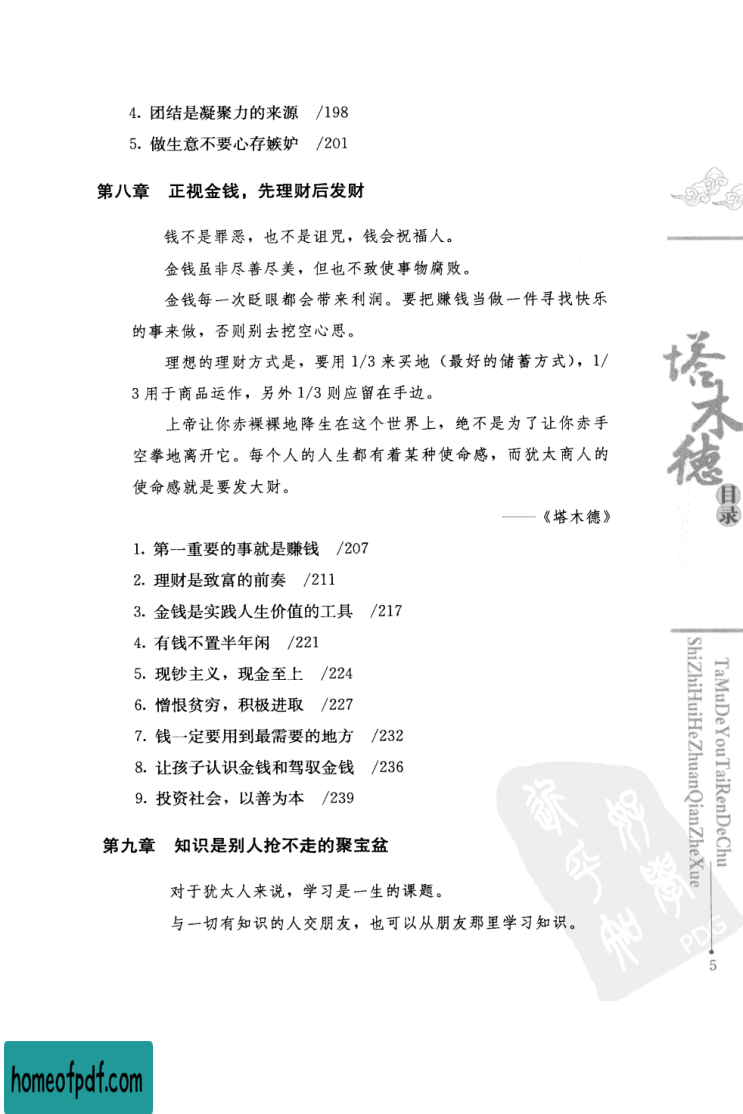 4. 团结是凝聚力的来源 /198
5. 做生意不要心存嫉妒 /201
第八章 正视金钱，先理财后发财
钱不是罪恶，也不是诅咒，钱会祝福人。
金钱虽非尽善尽美，但也不致使事物腐败。
金钱每一次眨眼都会带来利润。要把赚钱当做一件寻找快乐
的事来做，否则别去挖空心思。
理想的理财方式是，要用 1/3 来买地（最好的储蓄方式），1/
3 用于商品运作，另外 1/3 则应留在手边。
上帝让你赤裸裸地降生在这个世界上，绝不是为了让你赤手
空拳地离开它。每个人的人生都有着某种使命感，而犹太商人的
使命感就是要发大财。
——《塔木德》
1. 第一重要的事就是赚钱 /207
2. 理财是致富的前奏 /211
3. 金钱是实践人生价值的工具 /217
4. 有钱不置半年闲 /221
5. 现钞主义，现金至上 /224
6. 憎恨贫穷，积极进取 /227
7. 钱一定要用到最需要的地方 /232
8. 让孩子认识金钱和驾驭金钱 /236
9. 投资社会，以善为本 /239
第九章 知识是别人抢不走的聚宝盆
对于犹太人来说，学习是一生的课题。
与一切有知识的人交朋友，也可以从朋友那里学习知识。
塔木德
目录
TaMuDeYouTaiRenDeChu
ShiZhiHuiHeZhuanQianZheXue
PDG
5
homeofpdf.com